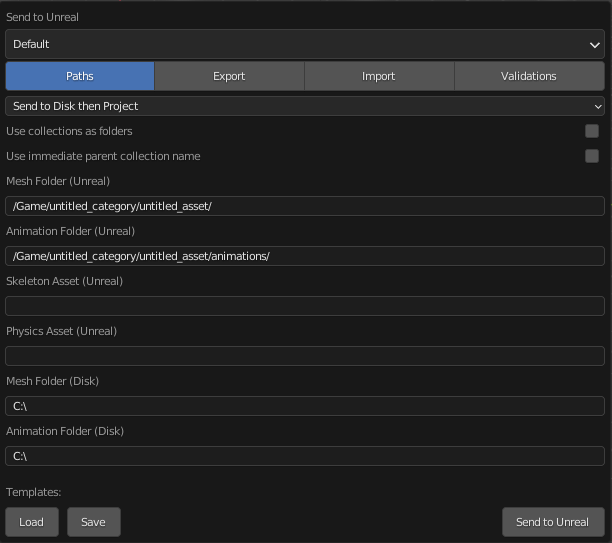 Send to Unreal
Default
Paths Export Import Validations
Send to Disk then Project
Use collections as folders
Use immediate parent collection name
Mesh Folder (Unreal)
/Game/untitled_category/untitled_asset/
Animation Folder (Unreal)
/Game/untitled_category/untitled_asset/animations/
Skeleton Asset (Unreal)
Physics Asset (Unreal)
Mesh Folder (Disk)
C:\
Animation Folder (Disk)
C:\
Templates:
Load Save Send to Unreal